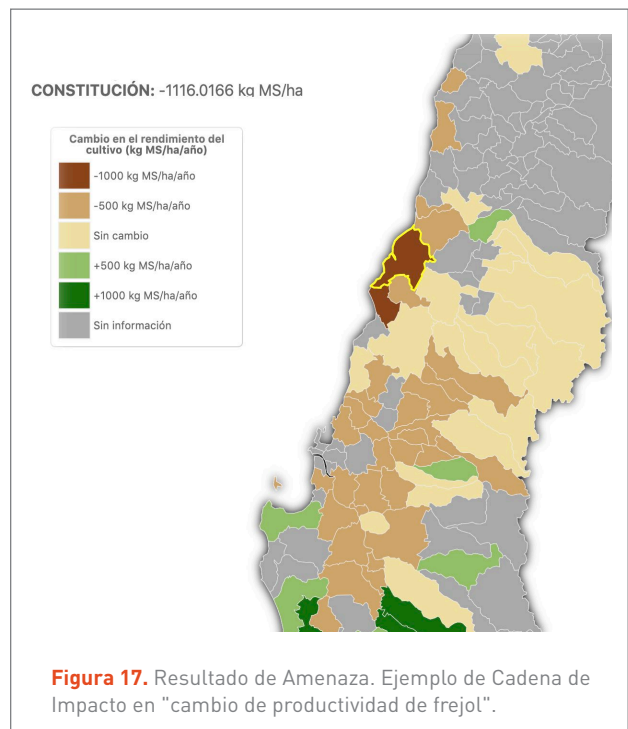 CONSTITUCIÓN: -1116.0166 kg MS/ha
Cambio en el rendimiento del
cultivo (kg MS/ha/año)
-1000 kg MS/ha/año
-500 kg MS/ha/año
Sin cambio
+500 kg MS/ha/año
+1000 kg MS/ha/año
Sin información
Figura 17. Resultado de Amenaza. Ejemplo de Cadena de
Impacto en "cambio de productividad de frejol".